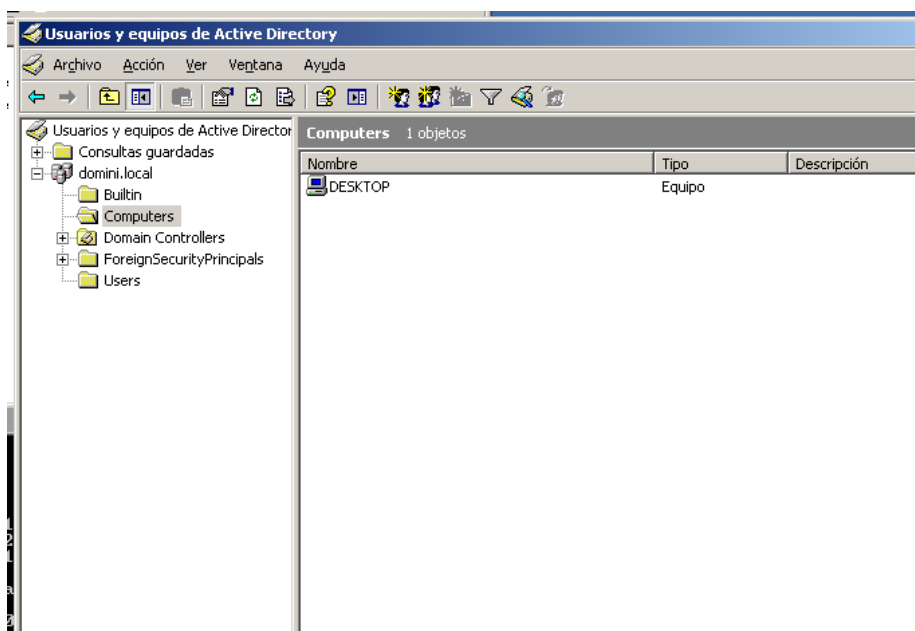 Usuarios y equipos de Active Directory
Archivo Acción Ver Ventana Ayuda
Usuarios y equipos de Active Director
Consultas guardadas
domini.local
Builtin
Computers
Domain Controllers
ForeignSecurityPrincipals
Users
Computers 1 objetos
Nombre Tipo Descripción
DESKTOP Equipo